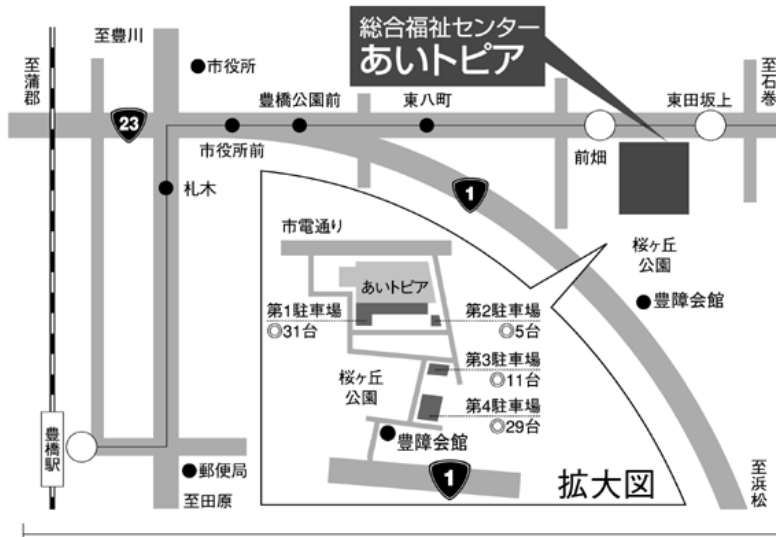 総合福祉センター
あいトピア
至豊川
至蒲郡
市役所
豊橋公園前
東八町
東田坂上
至石巻
23
市役所前
前畑
札木
1
市電通り
桜ヶ丘
公園
あいトピア
豊障会館
第1駐車場
◎31台
第2駐車場
◎5台
第3駐車場
◎11台
桜ヶ丘
公園
第4駐車場
◎29台
豊障会館
豊橋駅
郵便局
1
拡大図
至田原
至浜松